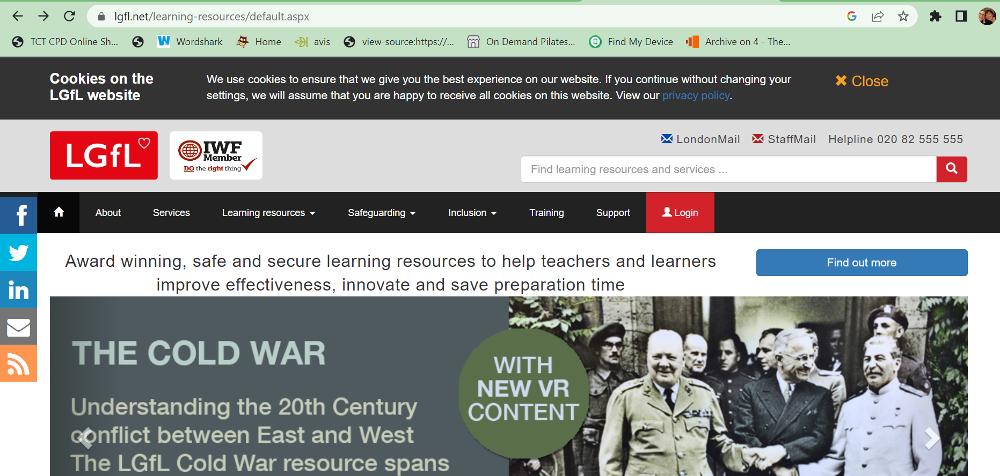 lgfl.net/learning-resources/default.aspx
TCT CPD Online Sh...
Wordshark
Home
avis
view-source:https://...
On Demand Pilates...
Find My Device
Archive on 4 - The...
Cookies on the
LGfL website
We use cookies to ensure that we give you the best experience on our website. If you continue without changing your
settings, we will assume that you are happy to receive all cookies on this website. View our privacy policy.
✖ Close
LGfL
IWF
Member
DO the right thing
LondonMail
StaffMail
Helpline 020 82 555 555
Find learning resources and services ...
About
Services
Learning resources
Safeguarding
Inclusion
Training
Support
Login
Award winning, safe and secure learning resources to help teachers and learners
improve effectiveness, innovate and save preparation time
Find out more
THE COLD WAR
Understanding the 20th Century
conflict between East and West
The LGfL Cold War resource spans
WITH
NEW VR
CONTENT